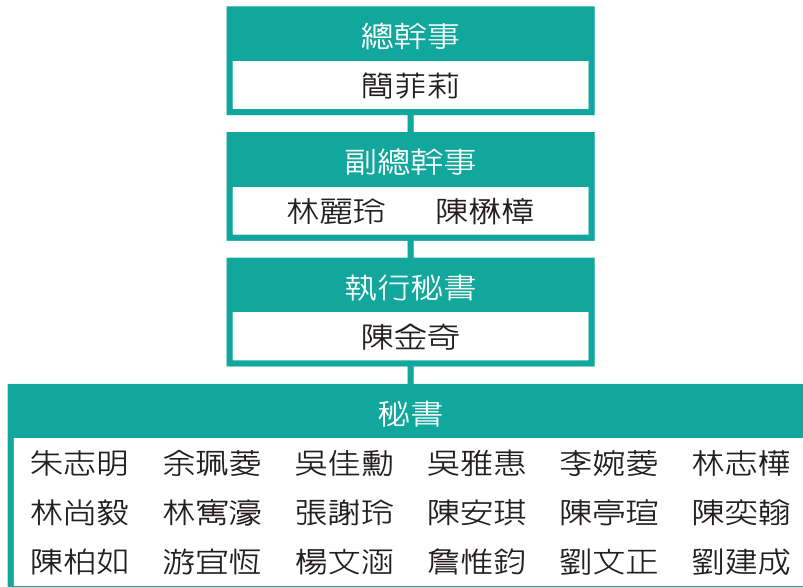 總幹事
簡菲莉
副總幹事
林麗玲 陳楙樟
執行秘書
陳金奇
秘書
朱志明 余珮菱 吳佳勳 吳雅惠 李婉菱 林志樺
林尚毅 林寯濠 張謝玲 陳安琪 陳亭瑄 陳奕翰
陳柏如 游宜恆 楊文涵 詹惟鈞 劉文正 劉建成